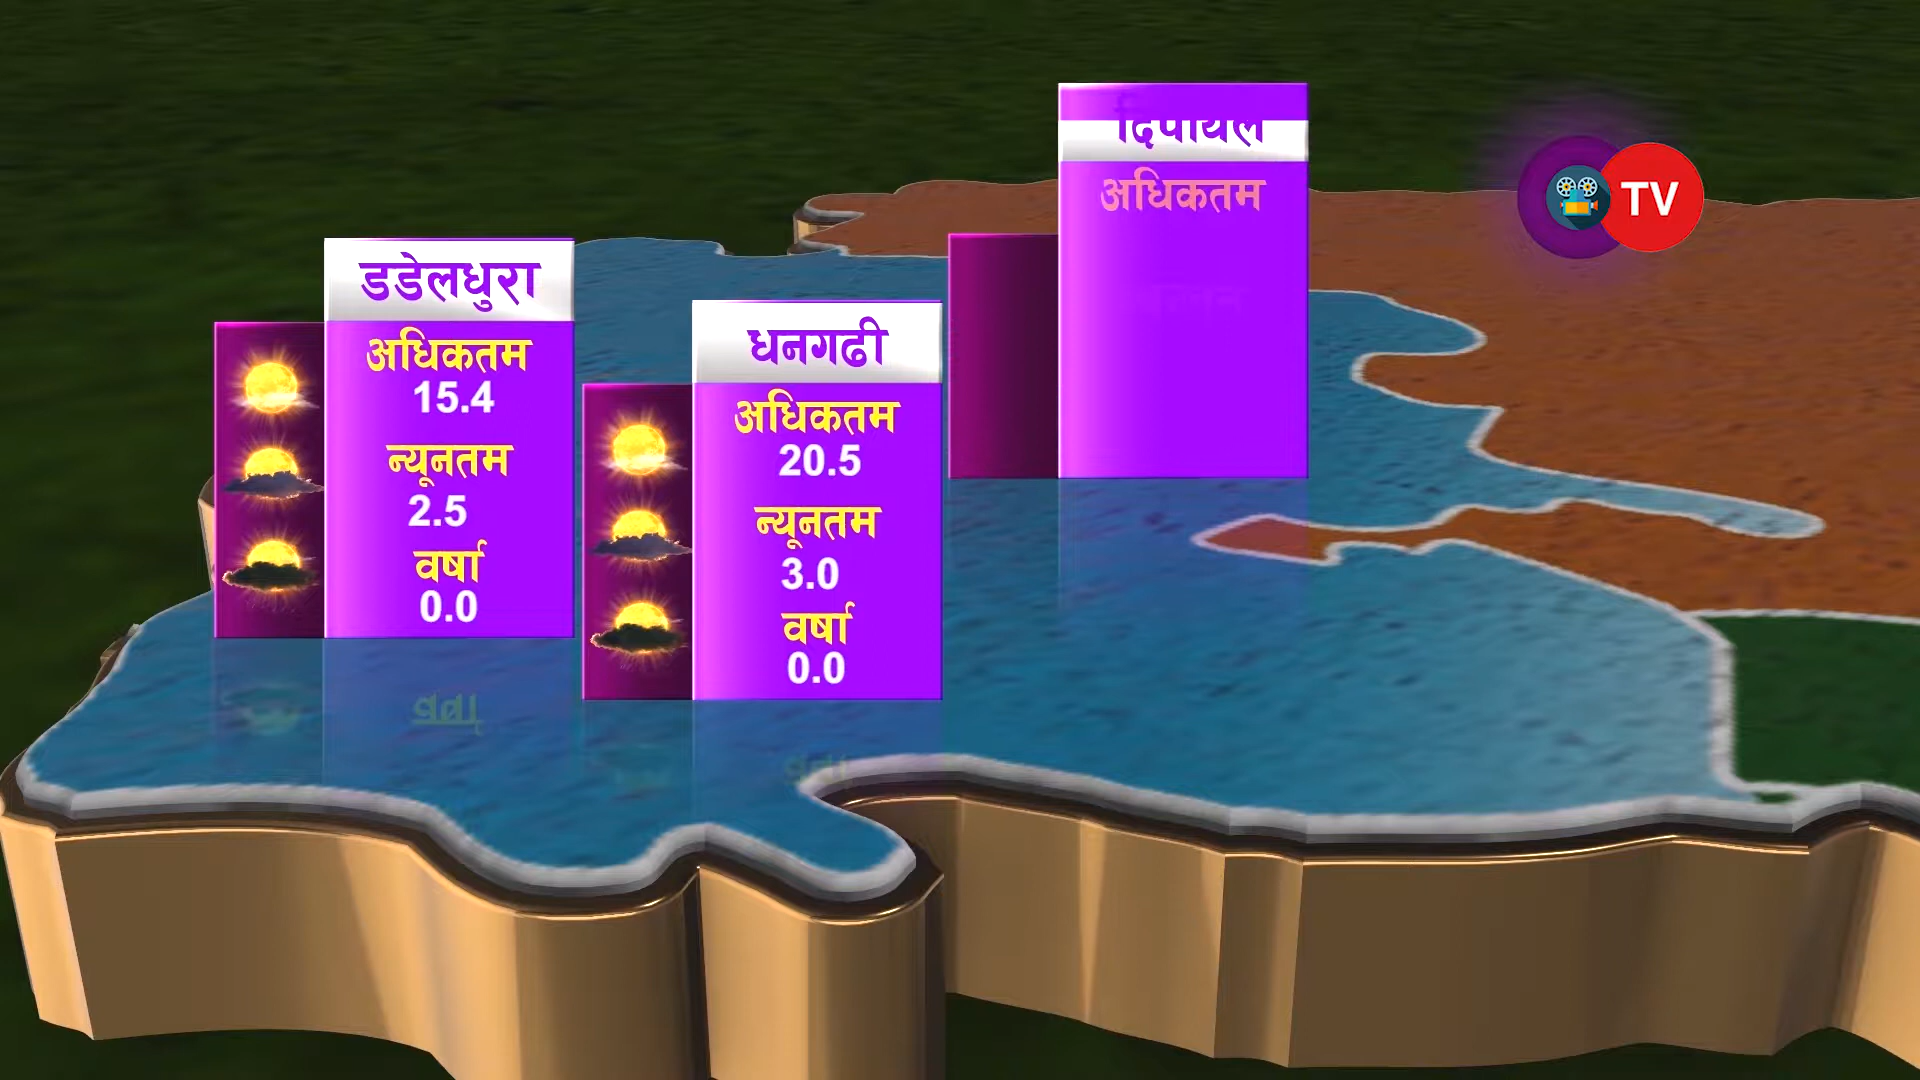 डडेलधुरा
अधिकतम
15.4
न्यूनतम
2.5
वर्षा
0.0
धनगढी
अधिकतम
20.5
न्यूनतम
3.0
वर्षा
0.0
दिपायल
अधिकतम
TV